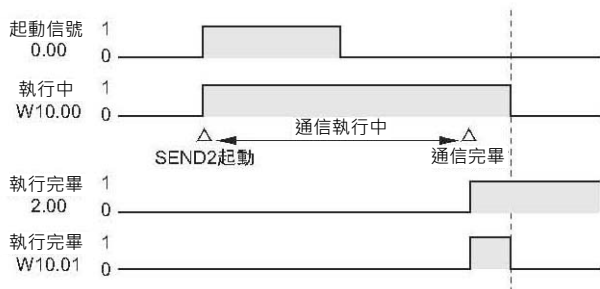 起動信號 1
0.00 0
執行中 1
W10.00 0
通信執行中
SEND2起動 通信完畢
執行完畢 1
2.00 0
執行完畢 1
W10.01 0